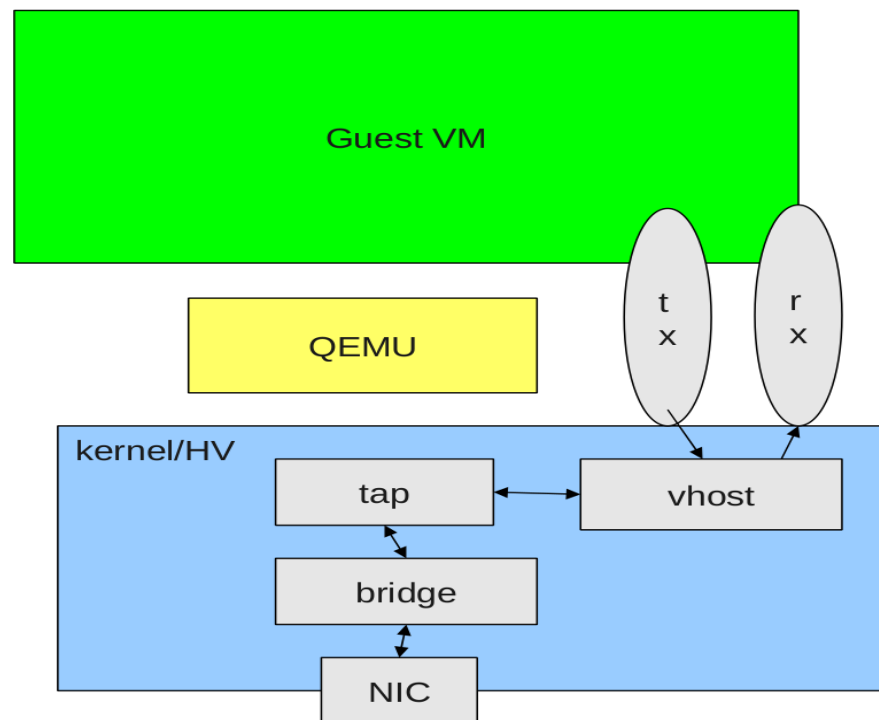 Guest VM
t
x
r
x
QEMU
kernel/HV
tap
vhost
bridge
NIC